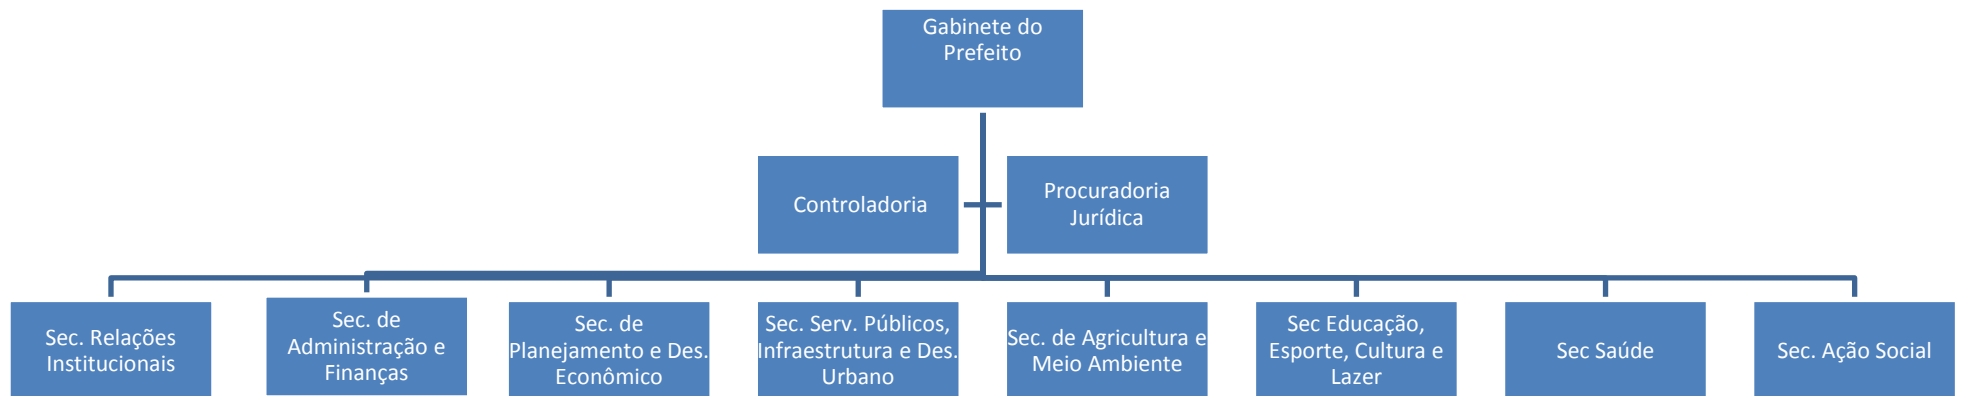 Gabinete do
Prefeito
Controladoria
Procuradoria
Jurídica
Sec. Relações
Institucionais
Sec. de
Administração e
Finanças
Sec. de
Planejamento e Des.
Econômico
Sec. Serv. Públicos,
Infraestrutura e Des.
Urbano
Sec. de Agricultura e
Meio Ambiente
Sec Educação,
Esporte, Cultura e
Lazer
Sec Saúde
Sec. Ação Social